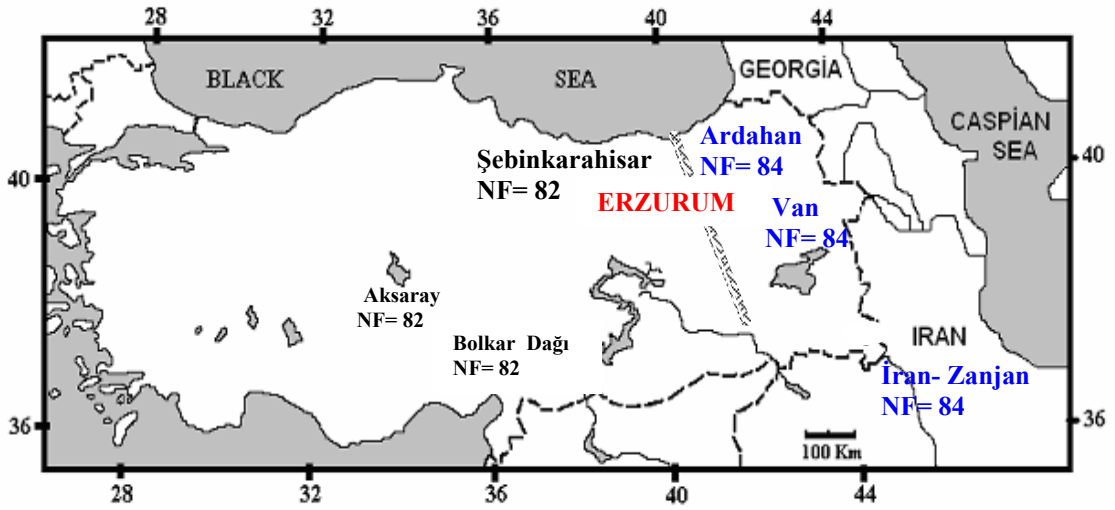 28 32 36 40 44
BLACK SEA
GEORGİA
CASPİAN
SEA
Ardahan
NF= 84
Şebinkarahisar
NF= 82
40
40
ERZURUM
Van
NF= 84
Aksaray
NF= 82
Bolkar Dağı
NF= 82
IRAN
İran- Zanjan
NF= 84
36
36
100 Km
28 32 36 40 44